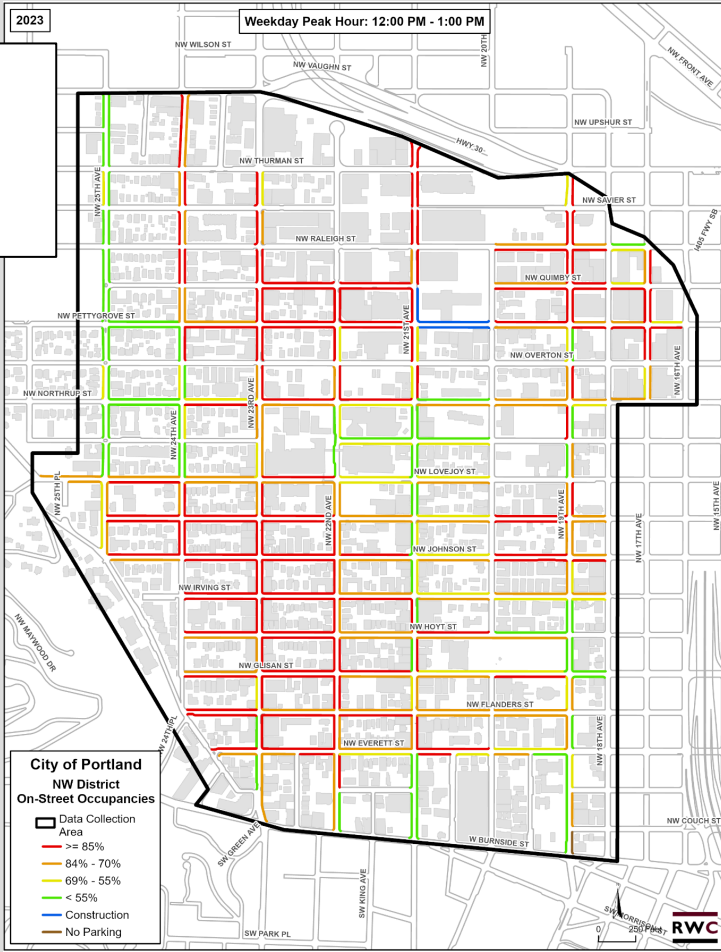 2023
Weekday Peak Hour: 12:00 PM - 1:00 PM
NW WILSON ST
NW 20TH
NW FRONT AVE
NW VAUGHN ST
HWY 30
NW UPSHUR ST
NW THURMAN ST
NW 25TH AVE
NW SAVIER ST
I405 FWY SB
NW RALEIGH ST
NW QUIMBY ST
NW PETTYGROVE ST
NW 21ST AVE
NW OVERTON ST
NW 16TH AVE
NW NORTHRUP ST
NW 23RD AVE
NW 24TH AVE
NW LOVEJOY ST
NW 25TH PL
NW 22ND AVE
NW 19TH AVE
NW 17TH AVE
NW 15TH AVE
NW JOHNSON ST
NW IRVING ST
NW HOYT ST
NW MAYWOOD DR
NW GLISAN ST
NW FLANDERS ST
NW 24TH PL
NW EVERETT ST
NW 18TH AVE
City of Portland
NW District
On-Street Occupancies
Data Collection
Area
>= 85%
84% - 70%
69% - 55%
< 55%
Construction
No Parking
NW COUCH ST
W BURNSIDE ST
SW GREEN AVE
SW KING AVE
SW PARK PL
SW MORRISON ST
0 250 Feet
RWC